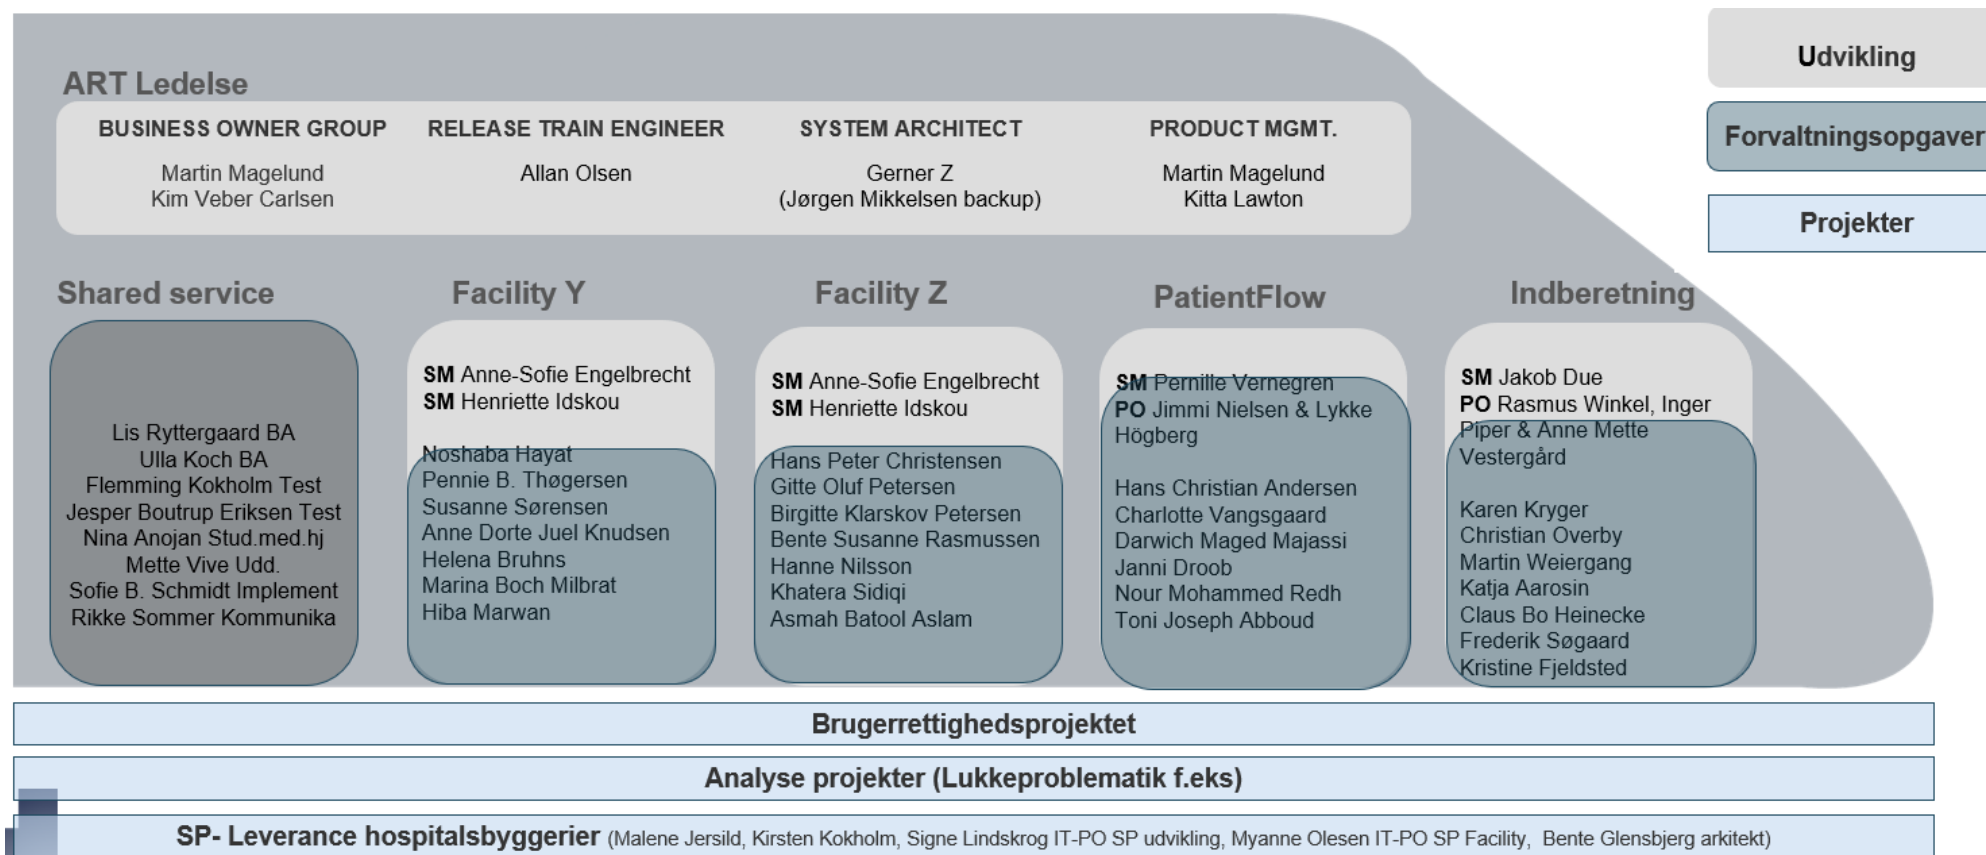 ART Ledelse
BUSINESS OWNER GROUP
Martin Magelund
Kim Veber Carlsen
RELEASE TRAIN ENGINEER
Allan Olsen
SYSTEM ARCHITECT
Gerner Z
(Jørgen Mikkelsen backup)
PRODUCT MGMT.
Martin Magelund
Kitta Lawton
Udvikling
Forvaltningsopgaver
Projekter
Shared service
Lis Ryttergaard BA
Ulla Koch BA
Flemming Kokholm Test
Jesper Boutrup Eriksen Test
Nina Anojan Stud.med.hj
Mette Vive Udd.
Sofie B. Schmidt Implement
Rikke Sommer Kommunika
Facility Y
SM Anne-Sofie Engelbrecht
SM Henriette Idskou
Noshaba Hayat
Pennie B. Thøgersen
Susanne Sørensen
Anne Dorte Juel Knudsen
Helena Bruhns
Marina Boch Milbrat
Hiba Marwan
Facility Z
SM Anne-Sofie Engelbrecht
SM Henriette Idskou
Hans Peter Christensen
Gitte Oluf Petersen
Birgitte Klarskov Petersen
Bente Susanne Rasmussen
Hanne Nilsson
Khatera Sidiqi
Asmah Batool Aslam
PatientFlow
SM Pernille Vernegren
PO Jimmi Nielsen & Lykke
Högberg
Hans Christian Andersen
Charlotte Vangsgaard
Darwich Maged Majassi
Janni Droob
Nour Mohammed Redh
Toni Joseph Abboud
Indberetning
SM Jakob Due
PO Rasmus Winkel, Inger
Piper & Anne Mette
Vestergård
Karen Kryger
Christian Overby
Martin Weiergang
Katja Aarosin
Claus Bo Heinecke
Frederik Søgaard
Kristine Fjeldsted
Brugerrettighedsprojektet
Analyse projekter (Lukkeproblematik f.eks)
SP- Leverance hospitalsbyggerier (Malene Jersild, Kirsten Kokholm, Signe Lindskrog IT-PO SP udvikling, Myanne Olesen IT-PO SP Facility, Bente Glensbjerg arkitekt)